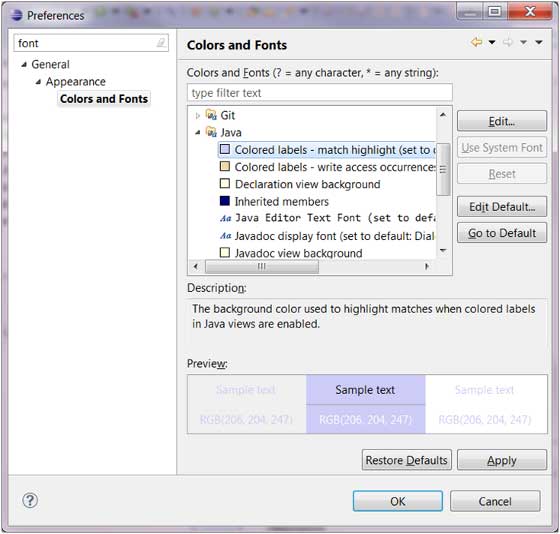 Preferences
font
General
Appearance
Colors and Fonts
Colors and Fonts
Colors and Fonts (? = any character, * = any string):
type filter text
Git
Java
Colored labels - match highlight (set to d
Colored labels - write access occurrences
Declaration view background
Inherited members
Aa Java Editor Text Font (set to defa
Aa Javadoc display font (set to default: Dialo
Javadoc view background
Edit...
Use System Font
Reset
Edit Default...
Go to Default
Description:
The background color used to highlight matches when colored labels
in Java views are enabled.
Preview:
Sample text Sample text Sample text
RGB(206, 204, 247) RGB(206, 204, 247) RGB(206, 204, 247)
Restore Defaults Apply
? OK Cancel